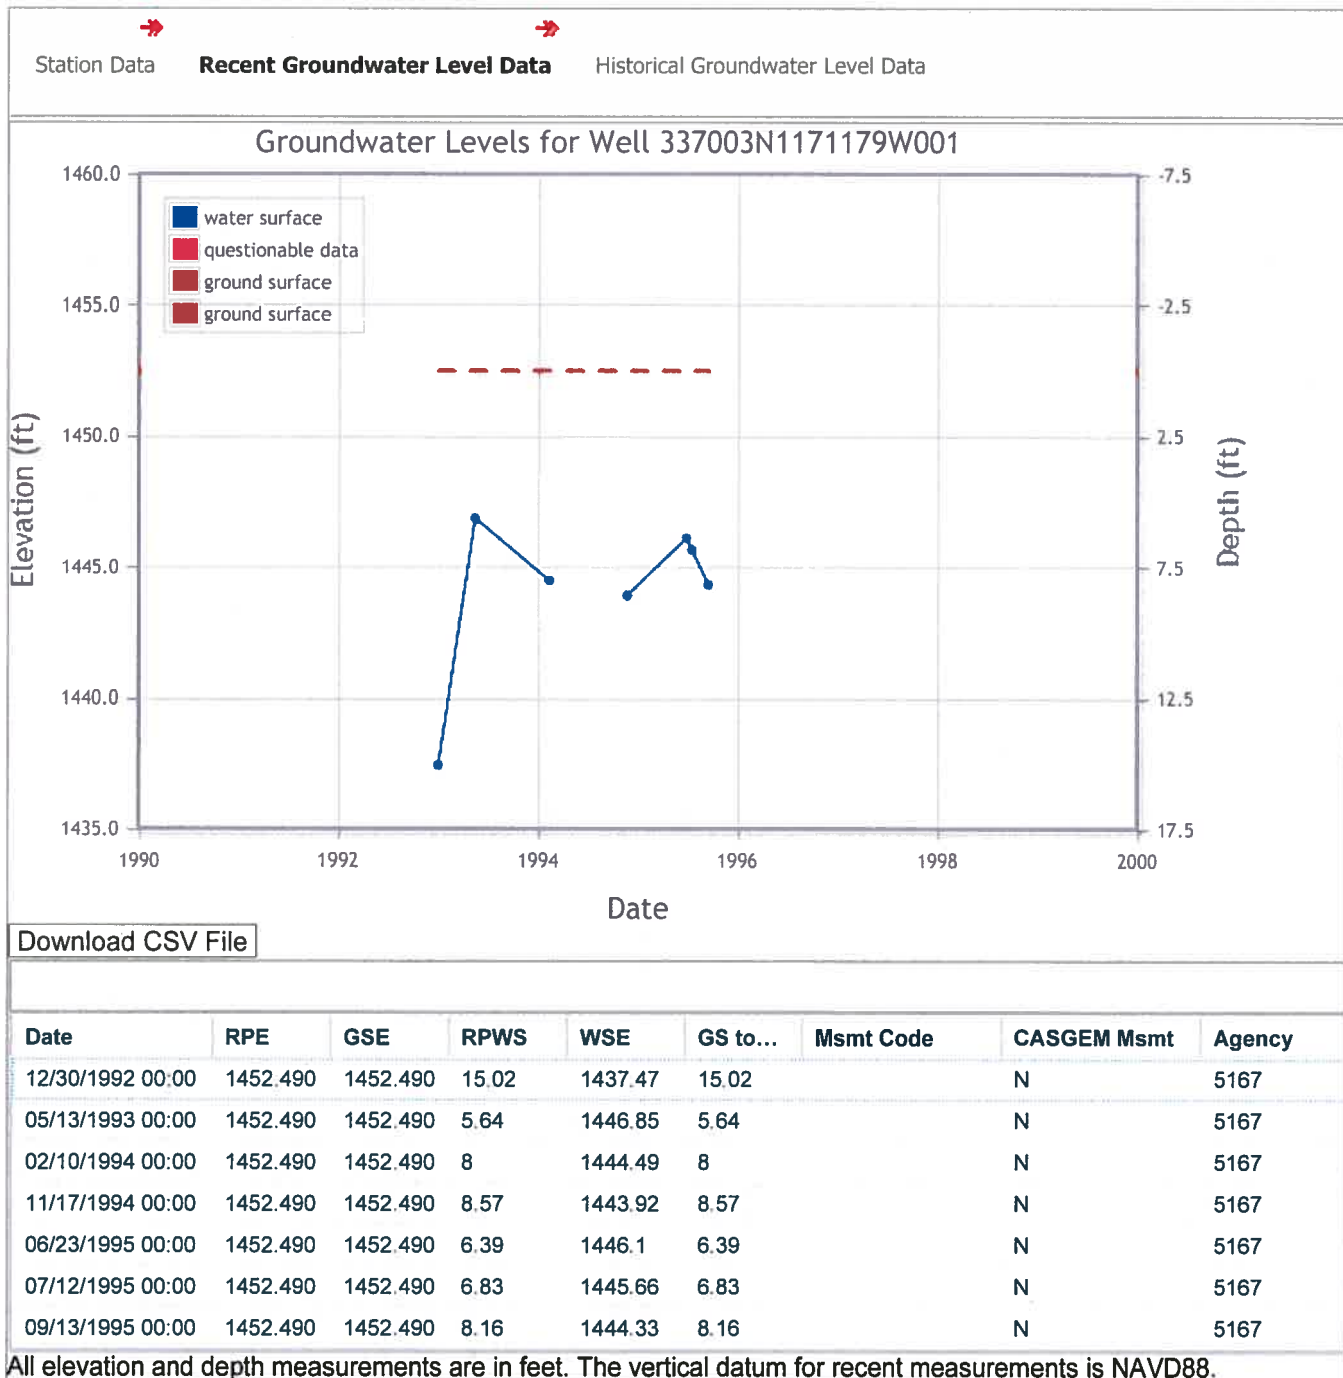 Station Data Recent Groundwater Level Data Historical Groundwater Level Data
Groundwater Levels for Well 337003N1171179W001
1460.0 -7.5
water surface
questionable data
ground surface
1455.0 -2.5
ground surface
1450.0 2.5
Elevation (ft) Depth (ft)
1445.0 7.5
1440.0 12.5
1435.0 17.5
1990 1992 1994 1996 1998 2000
Date
Download CSV File
Date RPE GSE RPWS WSE GS to... Msmt Code CASGEM Msmt Agency
12/30/1992 00:00 1452.490 1452.490 15.02 1437.47 15.02 N 5167
05/13/1993 00:00 1452.490 1452.490 5.64 1446.85 5.64 N 5167
02/10/1994 00:00 1452.490 1452.490 8 1444.49 8 N 5167
11/17/1994 00:00 1452.490 1452.490 8.57 1443.92 8.57 N 5167
06/23/1995 00:00 1452.490 1452.490 6.39 1446.1 6.39 N 5167
07/12/1995 00:00 1452.490 1452.490 6.83 1445.66 6.83 N 5167
09/13/1995 00:00 1452.490 1452.490 8.16 1444.33 8.16 N 5167
All elevation and depth measurements are in feet. The vertical datum for recent measurements is NAVD88.